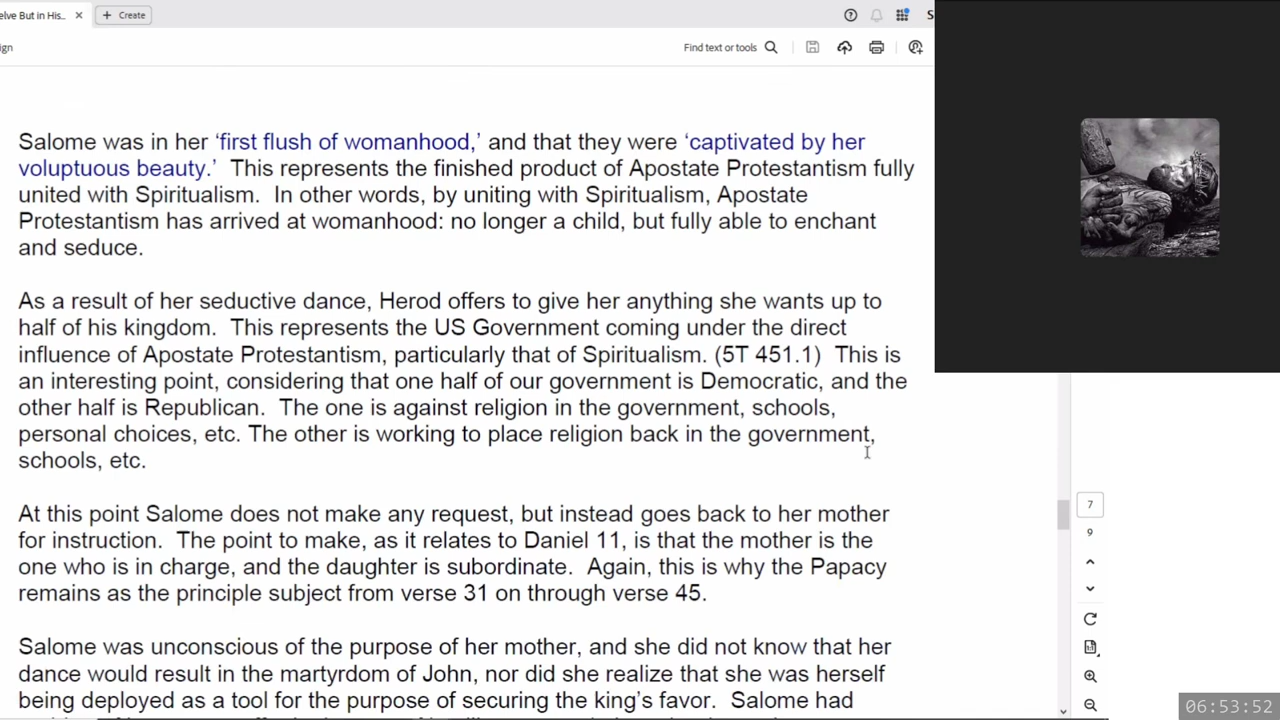 elve But in His..
Create
S
ign
Find text or tools
Salome was in her ‘first flush of womanhood,’ and that they were ‘captivated by her
voluptuous beauty.’ This represents the finished product of Apostate Protestantism fully
united with Spiritualism. In other words, by uniting with Spiritualism, Apostate
Protestantism has arrived at womanhood: no longer a child, but fully able to enchant
and seduce.
As a result of her seductive dance, Herod offers to give her anything she wants up to
half of his kingdom. This represents the US Government coming under the direct
influence of Apostate Protestantism, particularly that of Spiritualism. (5T 451.1) This is
an interesting point, considering that one half of our government is Democratic, and the
other half is Republican. The one is against religion in the government, schools,
personal choices, etc. The other is working to place religion back in the government,
schools, etc.
At this point Salome does not make any request, but instead goes back to her mother
for instruction. The point to make, as it relates to Daniel 11, is that the mother is the
one who is in charge, and the daughter is subordinate. Again, this is why the Papacy
remains as the principle subject from verse 31 on through verse 45.
Salome was unconscious of the purpose of her mother, and she did not know that her
dance would result in the martyrdom of John, nor did she realize that she was herself
being deployed as a tool for the purpose of securing the king’s favor. Salome had
7
9
06:53:52